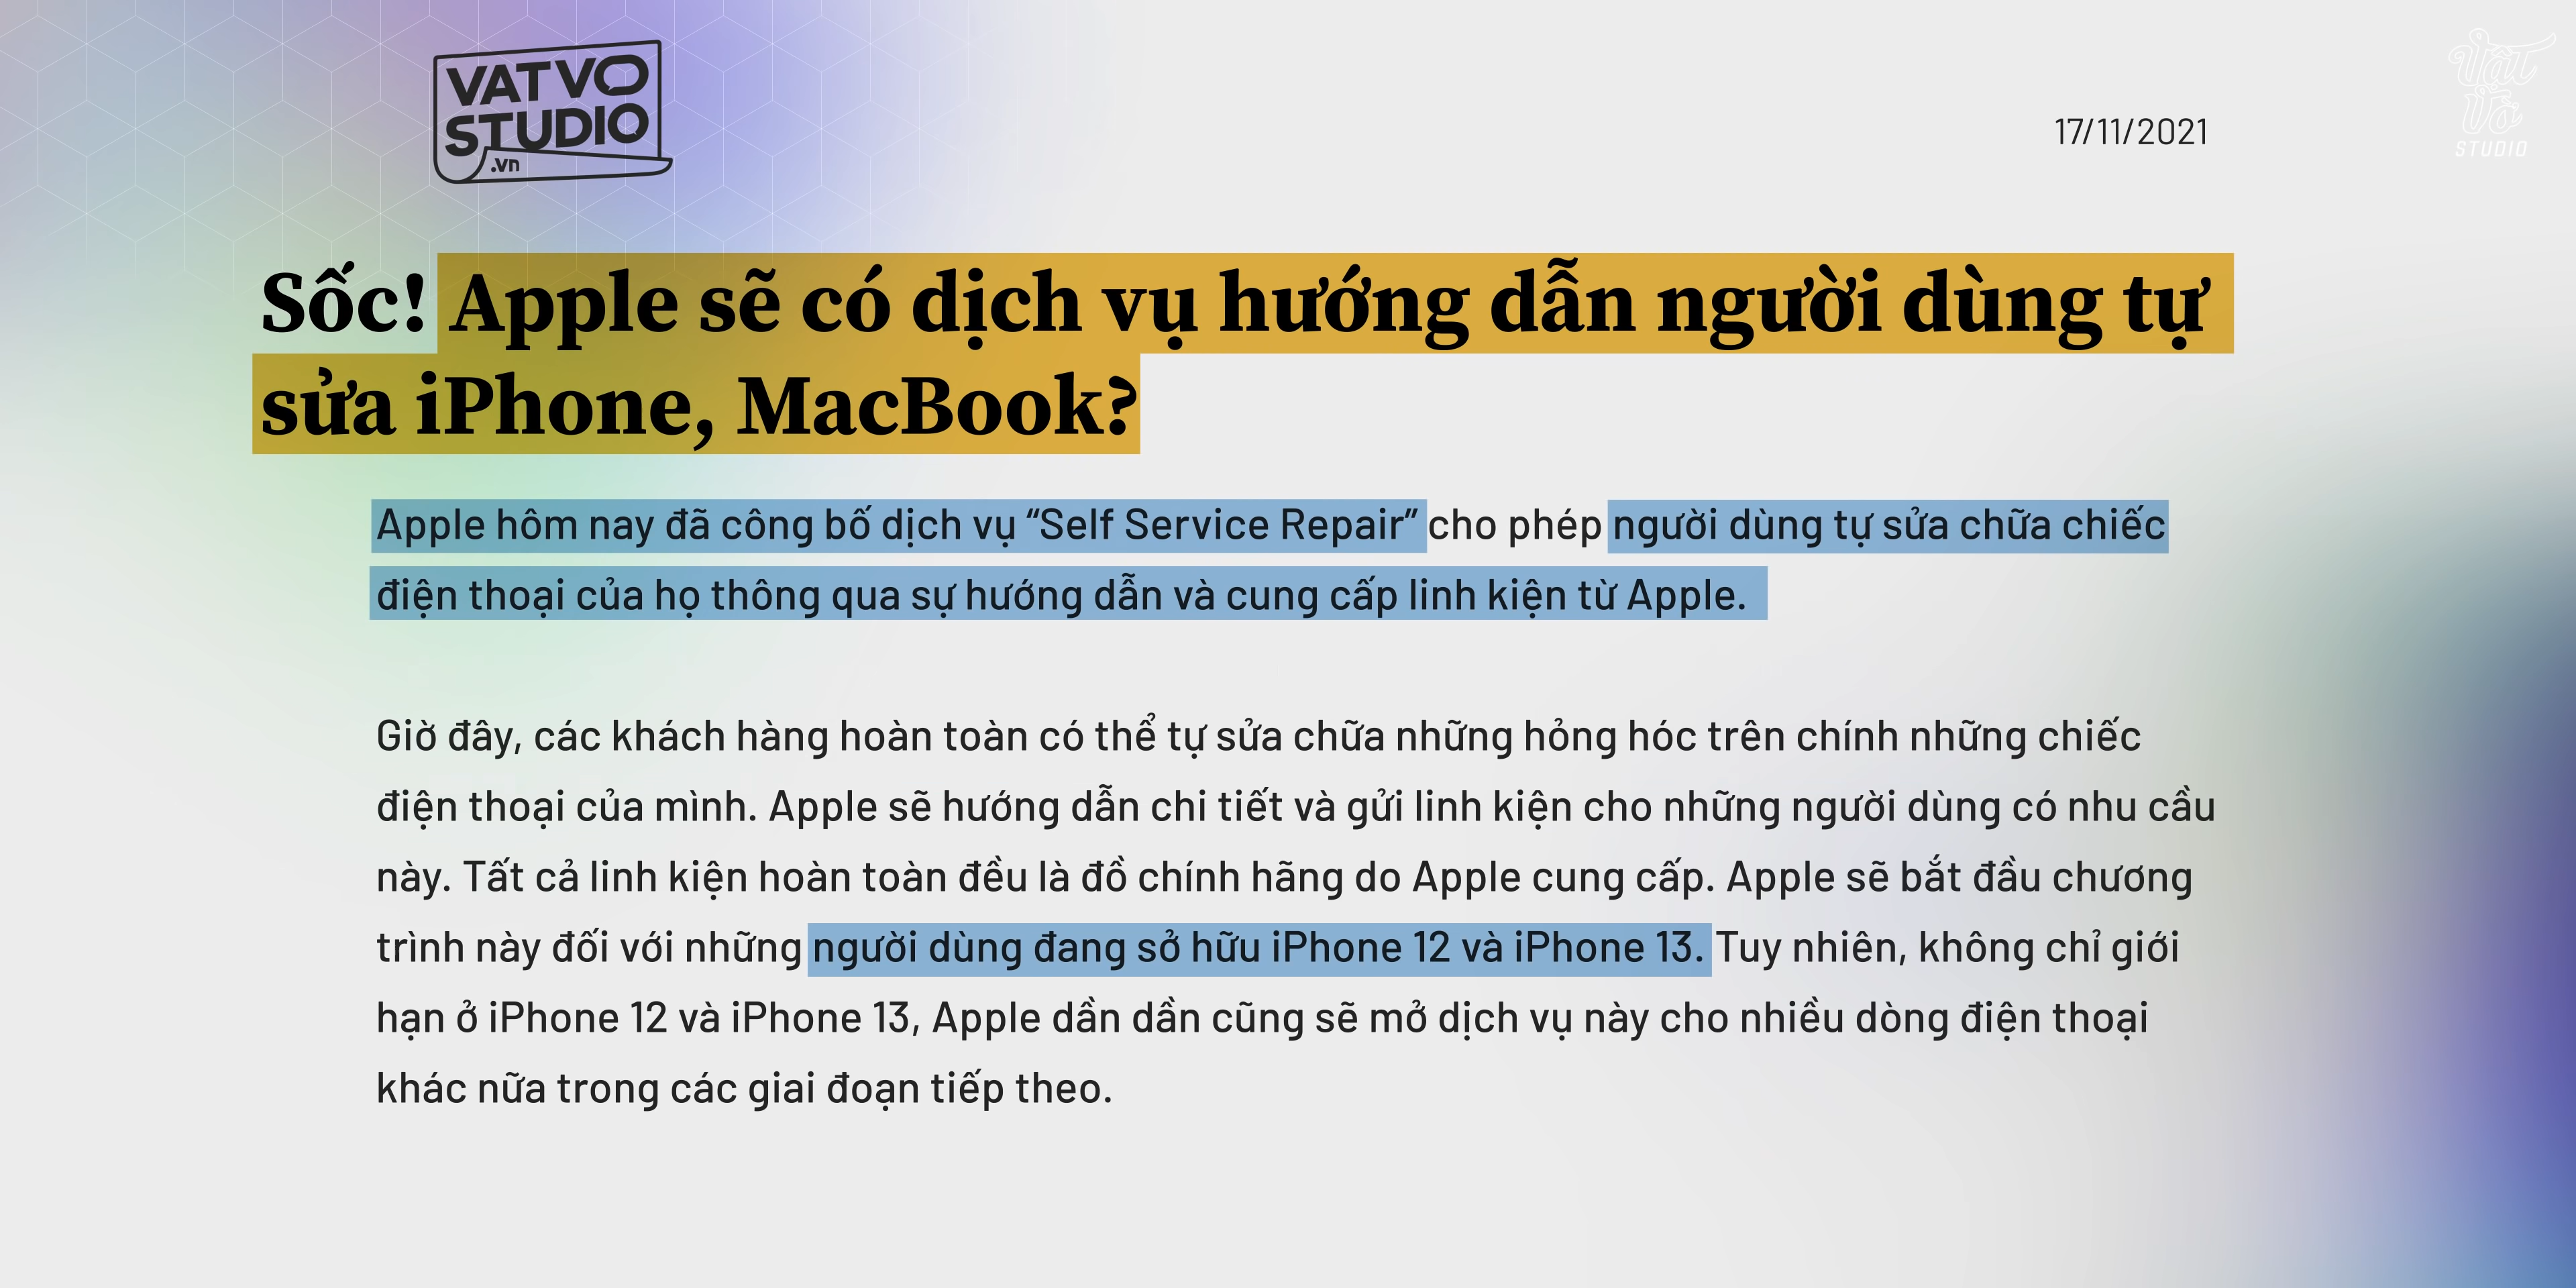 VATVO
STUDIO
.vn
17/11/2021
Vật
Vờ
STUDIO
Sốc! Apple sẽ có dịch vụ hướng dẫn người dùng tự
sửa iPhone, MacBook?
Apple hôm nay đã công bố dịch vụ “Self Service Repair” cho phép người dùng tự sửa chữa chiếc
điện thoại của họ thông qua sự hướng dẫn và cung cấp linh kiện từ Apple.
Giờ đây, các khách hàng hoàn toàn có thể tự sửa chữa những hỏng hóc trên chính những chiếc
điện thoại của mình. Apple sẽ hướng dẫn chi tiết và gửi linh kiện cho những người dùng có nhu cầu
này. Tất cả linh kiện hoàn toàn đều là đồ chính hãng do Apple cung cấp. Apple sẽ bắt đầu chương
trình này đối với những người dùng đang sở hữu iPhone 12 và iPhone 13. Tuy nhiên, không chỉ giới
hạn ở iPhone 12 và iPhone 13, Apple dần dần cũng sẽ mở dịch vụ này cho nhiều dòng điện thoại
khác nữa trong các giai đoạn tiếp theo.